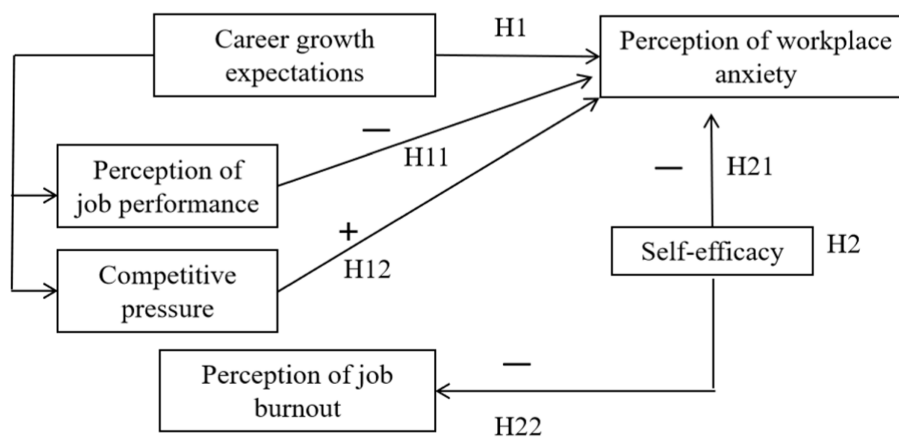 Career growth
expectations
H1
Perception of workplace
anxiety
−
H11
Perception of
job performance
−
H21
+
H12
Self-efficacy
H2
Competitive
pressure
Perception of job
burnout
−
H22